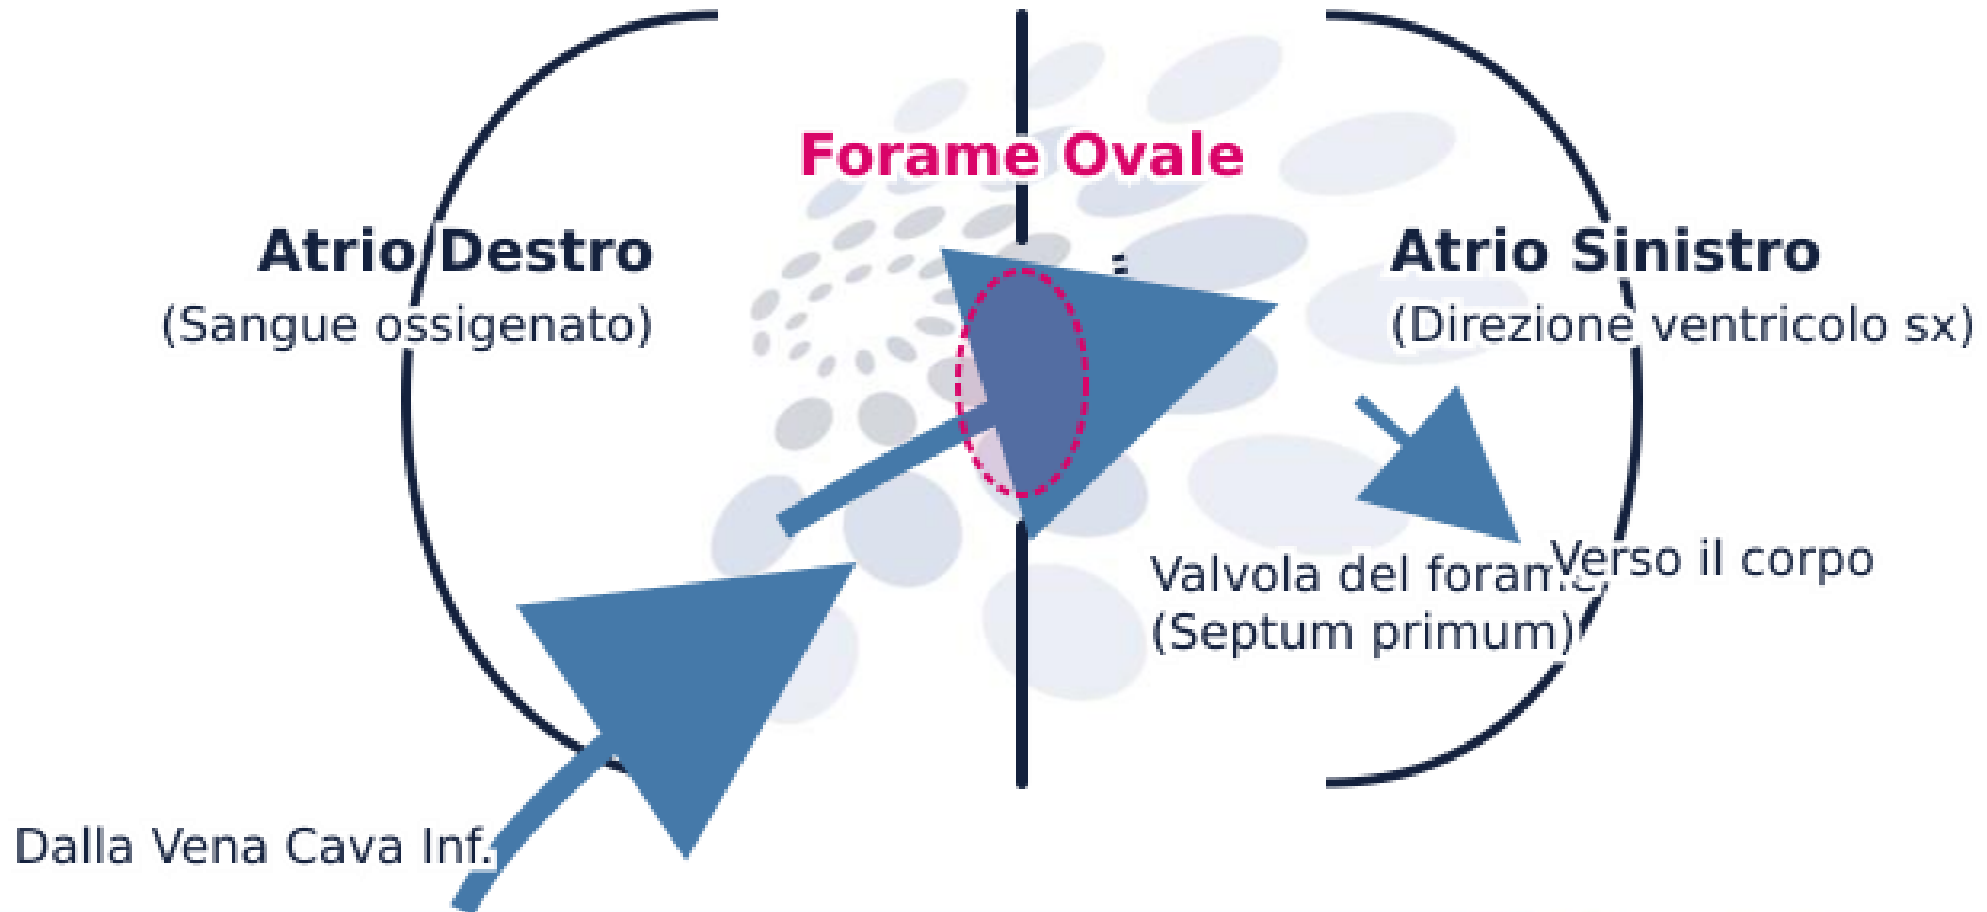 Forame Ovale
Atrio Destro
(Sangue ossigenato)
Atrio Sinistro
(Direzione ventricolo sx)
Valvola del forame
(Septum primum)
Verso il corpo
Dalla Vena Cava Inf.